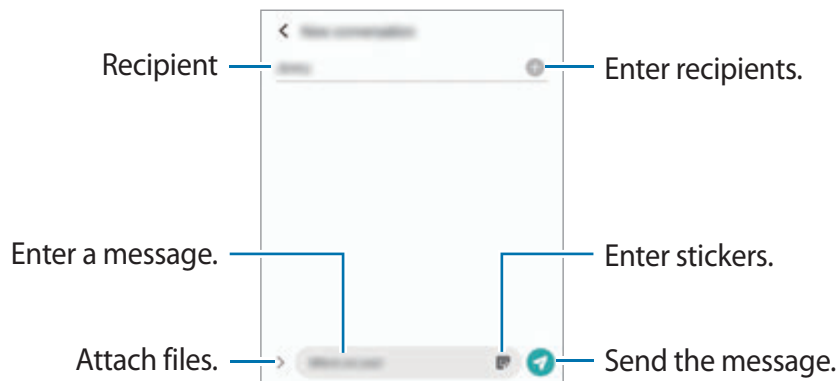 Recipient
Enter recipients.
Enter a message.
Enter stickers.
Attach files.
Send the message.